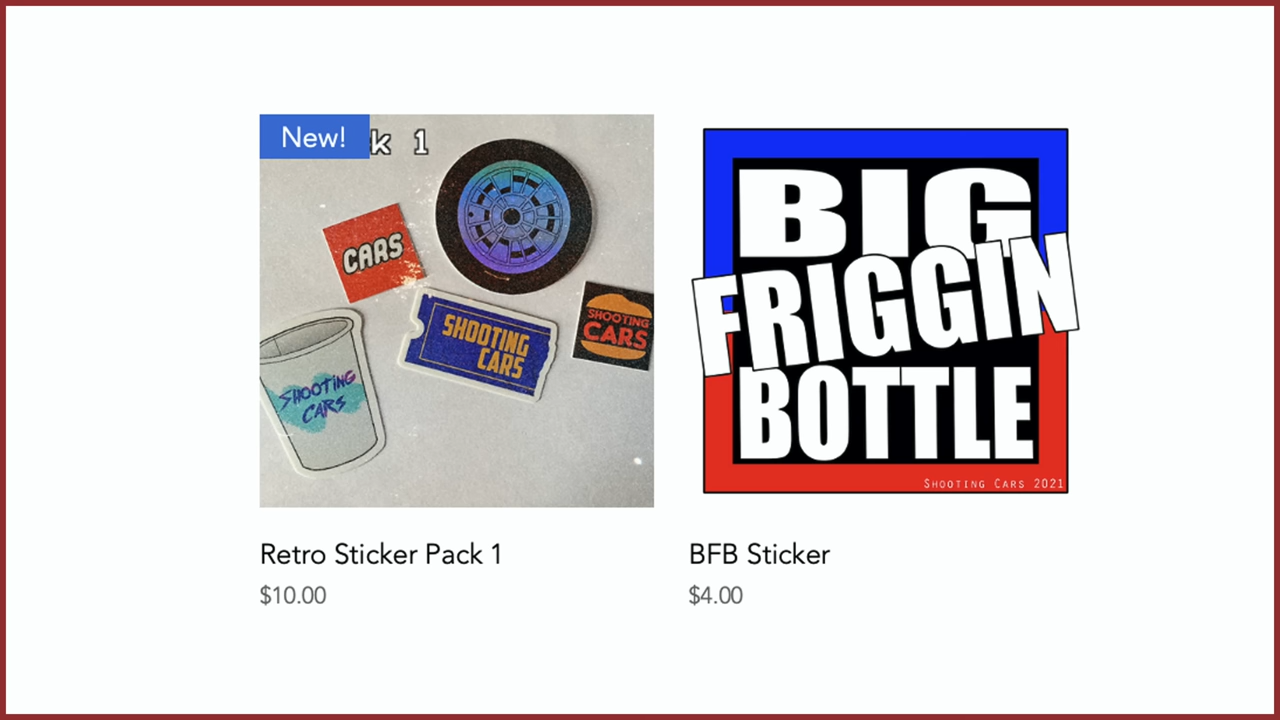 New!
k 1
CARS
SHOOTING
CARS
SHOOTING
CARS
SHOOTING
CARS
BIG
FRIGGIN
BOTTLE
SHOOTING CARS 2021
Retro Sticker Pack 1
BFB Sticker
$10.00
$4.00